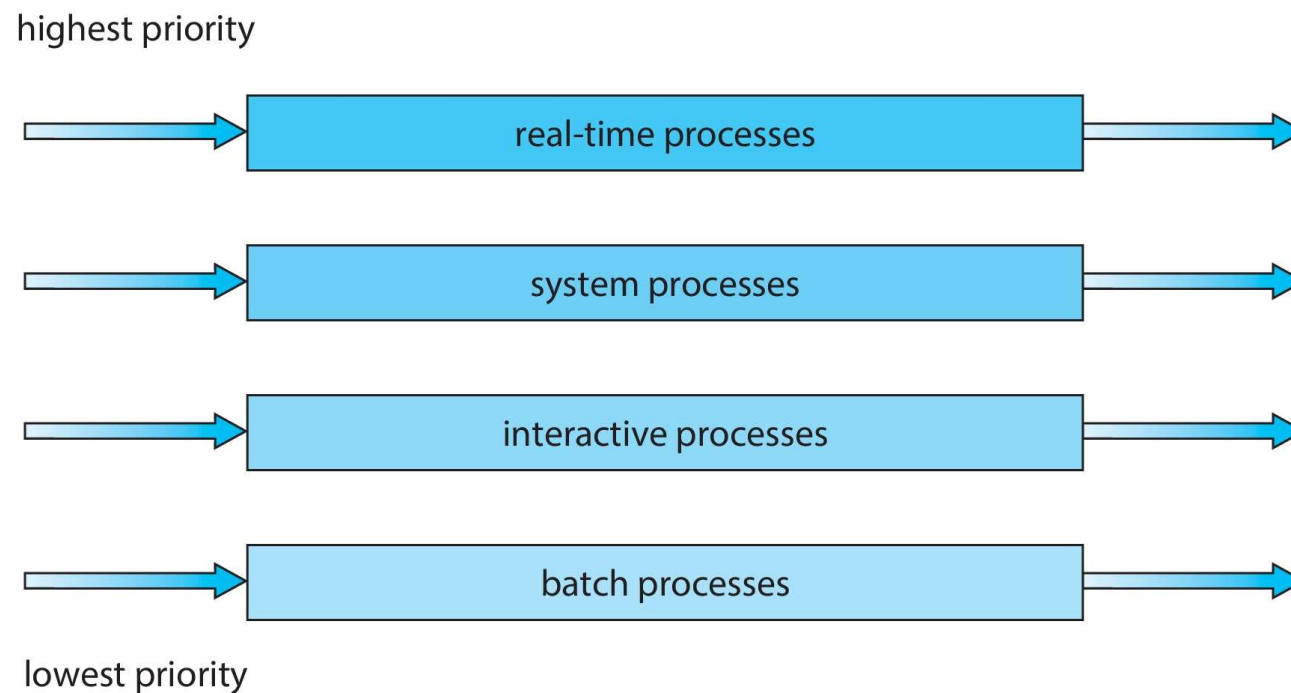 highest priority
real-time processes
system processes
interactive processes
batch processes
lowest priority